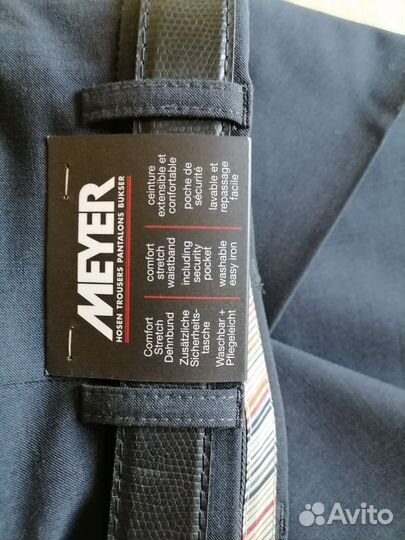 MEYER
HOSEN TROUSERS PANTALONS BUKSER
Comfort
Stretch
Dehnbund
Zusätzliche
Sicherheits-
tasche
Waschbar +
Pflegeleicht
comfort
stretch
waistband
including
security
pocket
washable
easy iron
ceinture
extensible et
confortable
poche de
sécurité
lavable et
repassage
facile
Avito